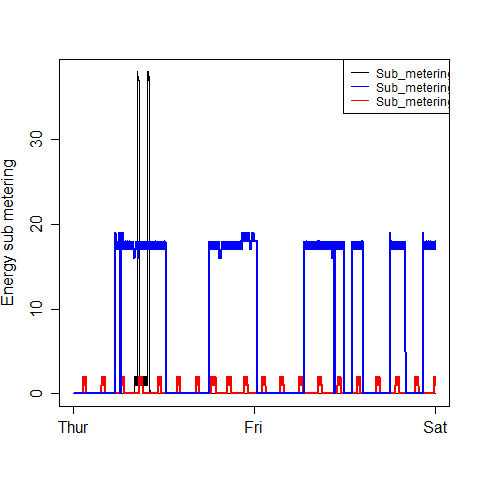 Sub_metering
Sub_metering
Sub_metering
Energy sub metering
30
20
10
0
Thur Fri Sat